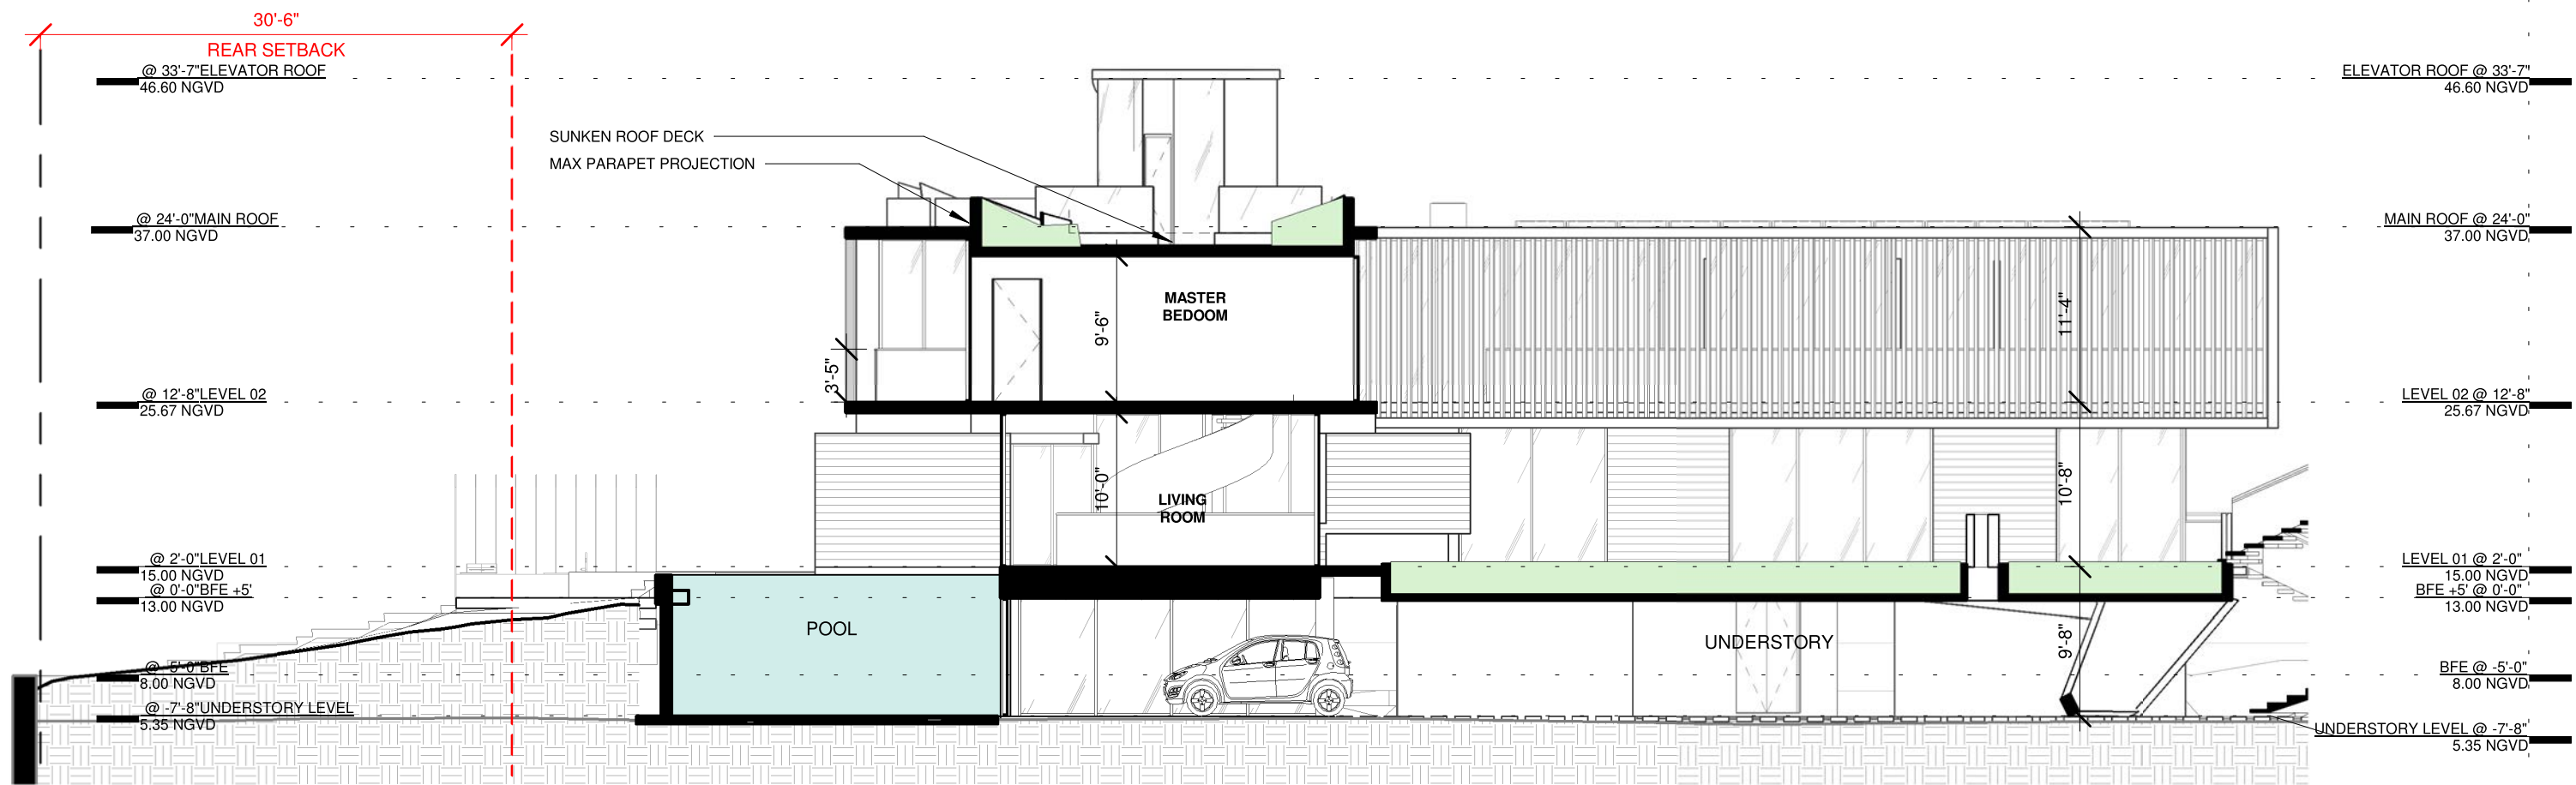 30'-6"
REAR SETBACK
@ 33'-7"ELEVATOR ROOF
46.60 NGVD
ELEVATOR ROOF @ 33'-7"
46.60 NGVD
SUNKEN ROOF DECK
MAX PARAPET PROJECTION
@ 24'-0"MAIN ROOF
37.00 NGVD
MAIN ROOF @ 24'-0"
37.00 NGVD
MASTER
BEDOOM
9'-6"
11'-4"
3'-5"
@ 12'-8"LEVEL 02
25.67 NGVD
LEVEL 02 @ 12'-8"
25.67 NGVD
10'-0"
LIVING
ROOM
10'-8"
@ 2'-0"LEVEL 01
15.00 NGVD
LEVEL 01 @ 2'-0"
15.00 NGVD
@ 0'-0"BFE +5'
13.00 NGVD
BFE +5' @ 0'-0"
13.00 NGVD
POOL
UNDERSTORY
9'-8"
@ -5'-0"BFE
8.00 NGVD
BFE @ -5'-0"
8.00 NGVD
@ -7'-8"UNDERSTORY LEVEL
5.35 NGVD
UNDERSTORY LEVEL @ -7'-8"
5.35 NGVD